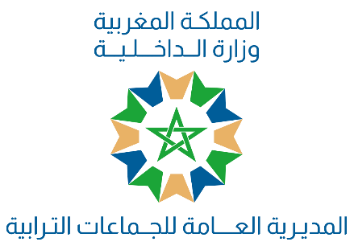 المملكة المغربية
وزارة الداخلية
المديرية العامة للجماعات الترابية